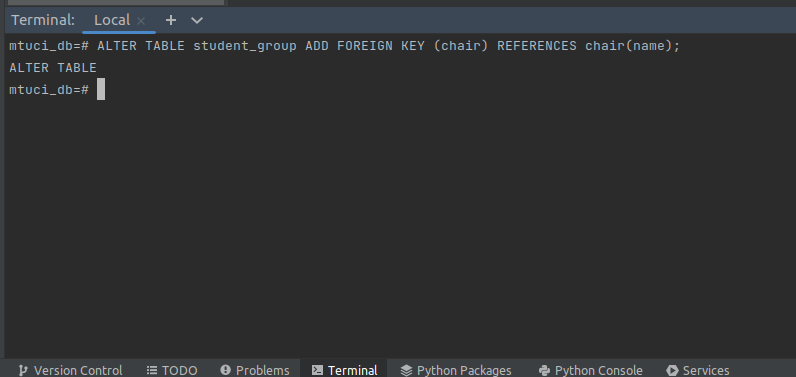 Terminal: Local × + 
mtuci_db=# ALTER TABLE student_group ADD FOREIGN KEY (chair) REFERENCES chair(name);
ALTER TABLE
mtuci_db=#
Version Control TODO Problems Terminal Python Packages Python Console Services